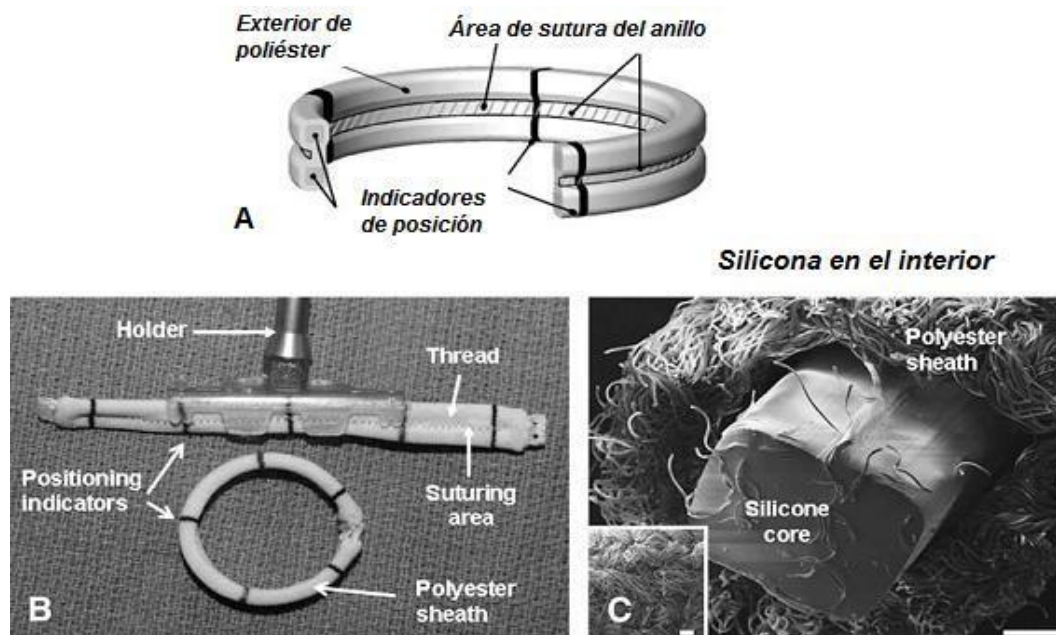 Exterior de
poliéster
Área de sutura del anillo
Indicadores
de posición
A
Silicona en el interior
Holder
Thread
Positioning
indicators
Suturing
area
Polyester
sheath
B
Polyester
sheath
Silicone
core
C